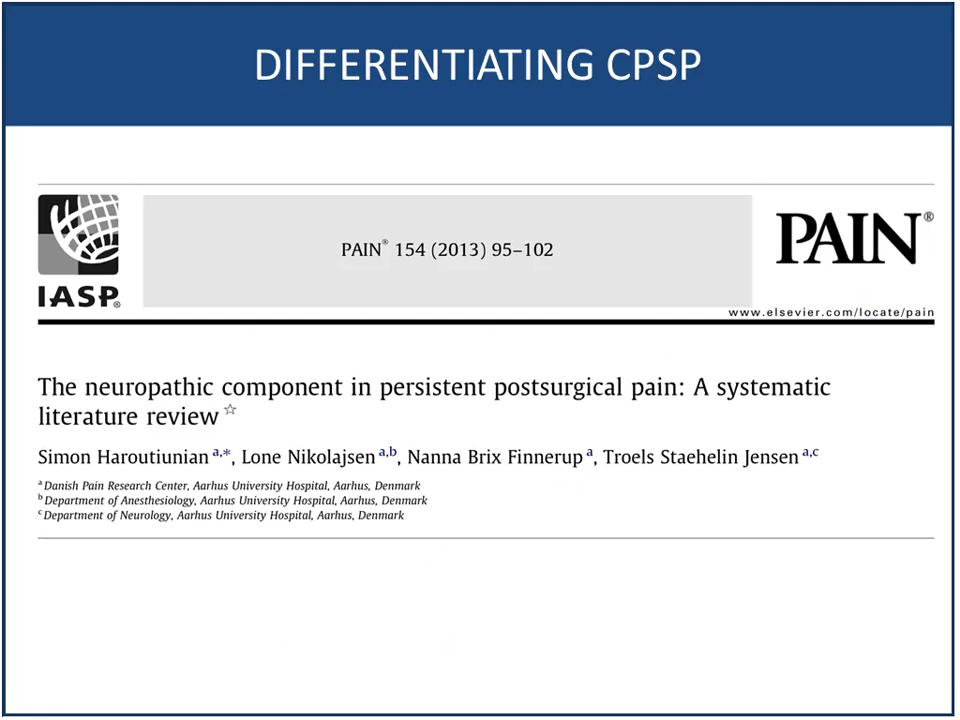 DIFFERENTIATING CPSP
IASP®
PAIN® 154 (2013) 95–102
PAIN®
www.elsevier.com/locate/pain
The neuropathic component in persistent postsurgical pain: A systematic
literature review ☆
Simon Haroutiunian a,*, Lone Nikolajsen a,b, Nanna Brix Finnerup a, Troels Staehelin Jensen a,c
a Danish Pain Research Center, Aarhus University Hospital, Aarhus, Denmark
b Department of Anesthesiology, Aarhus University Hospital, Aarhus, Denmark
c Department of Neurology, Aarhus University Hospital, Aarhus, Denmark